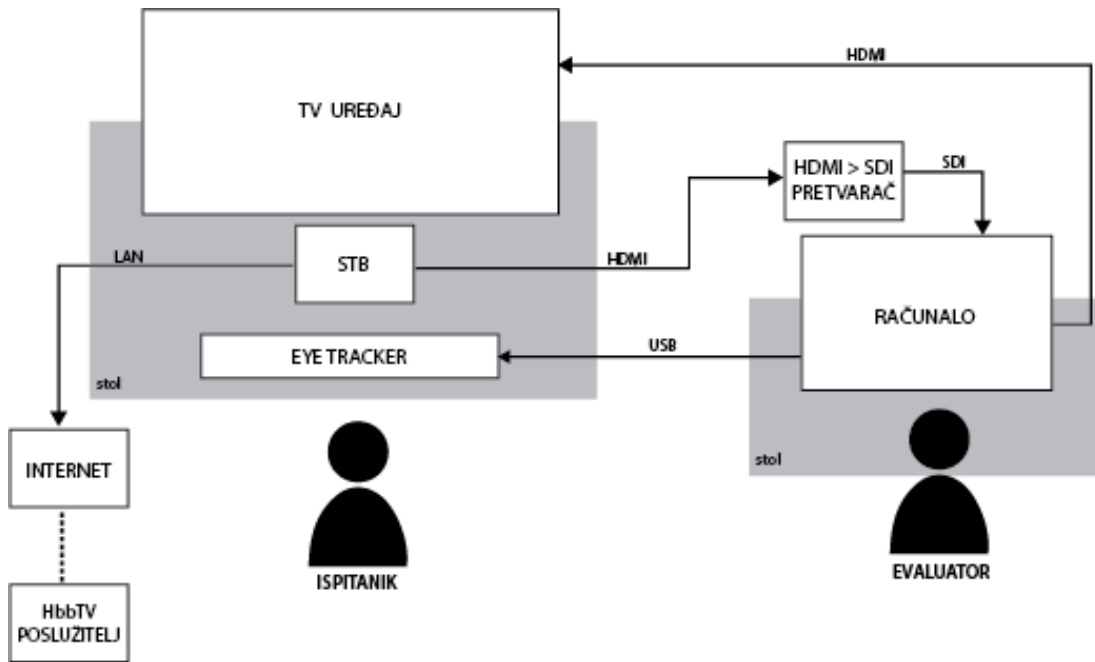 HDMI
TV UREĐAJ
HDMI > SDI
PRETVARAČ
SDI
LAN
STB
HDMI
RAČUNALO
EYE TRACKER
USB
stol
INTERNET
stol
ISPITANIK
EVALUATOR
HbbTV
POSLUŽITELJ